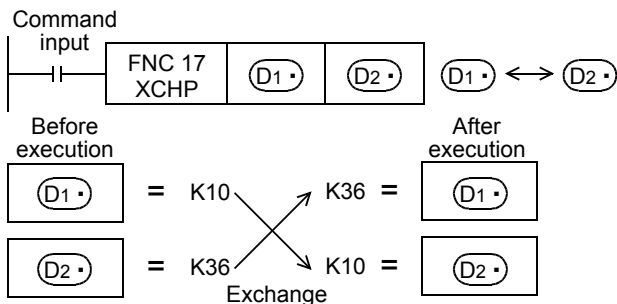 Command
input
FNC 17
XCHP
D1 · D2 · D1 · ↔ D2 ·
Before
execution
After
execution
D1 · = K10 K36 = D1 ·
D2 · = K36 K10 = D2 ·
Exchange